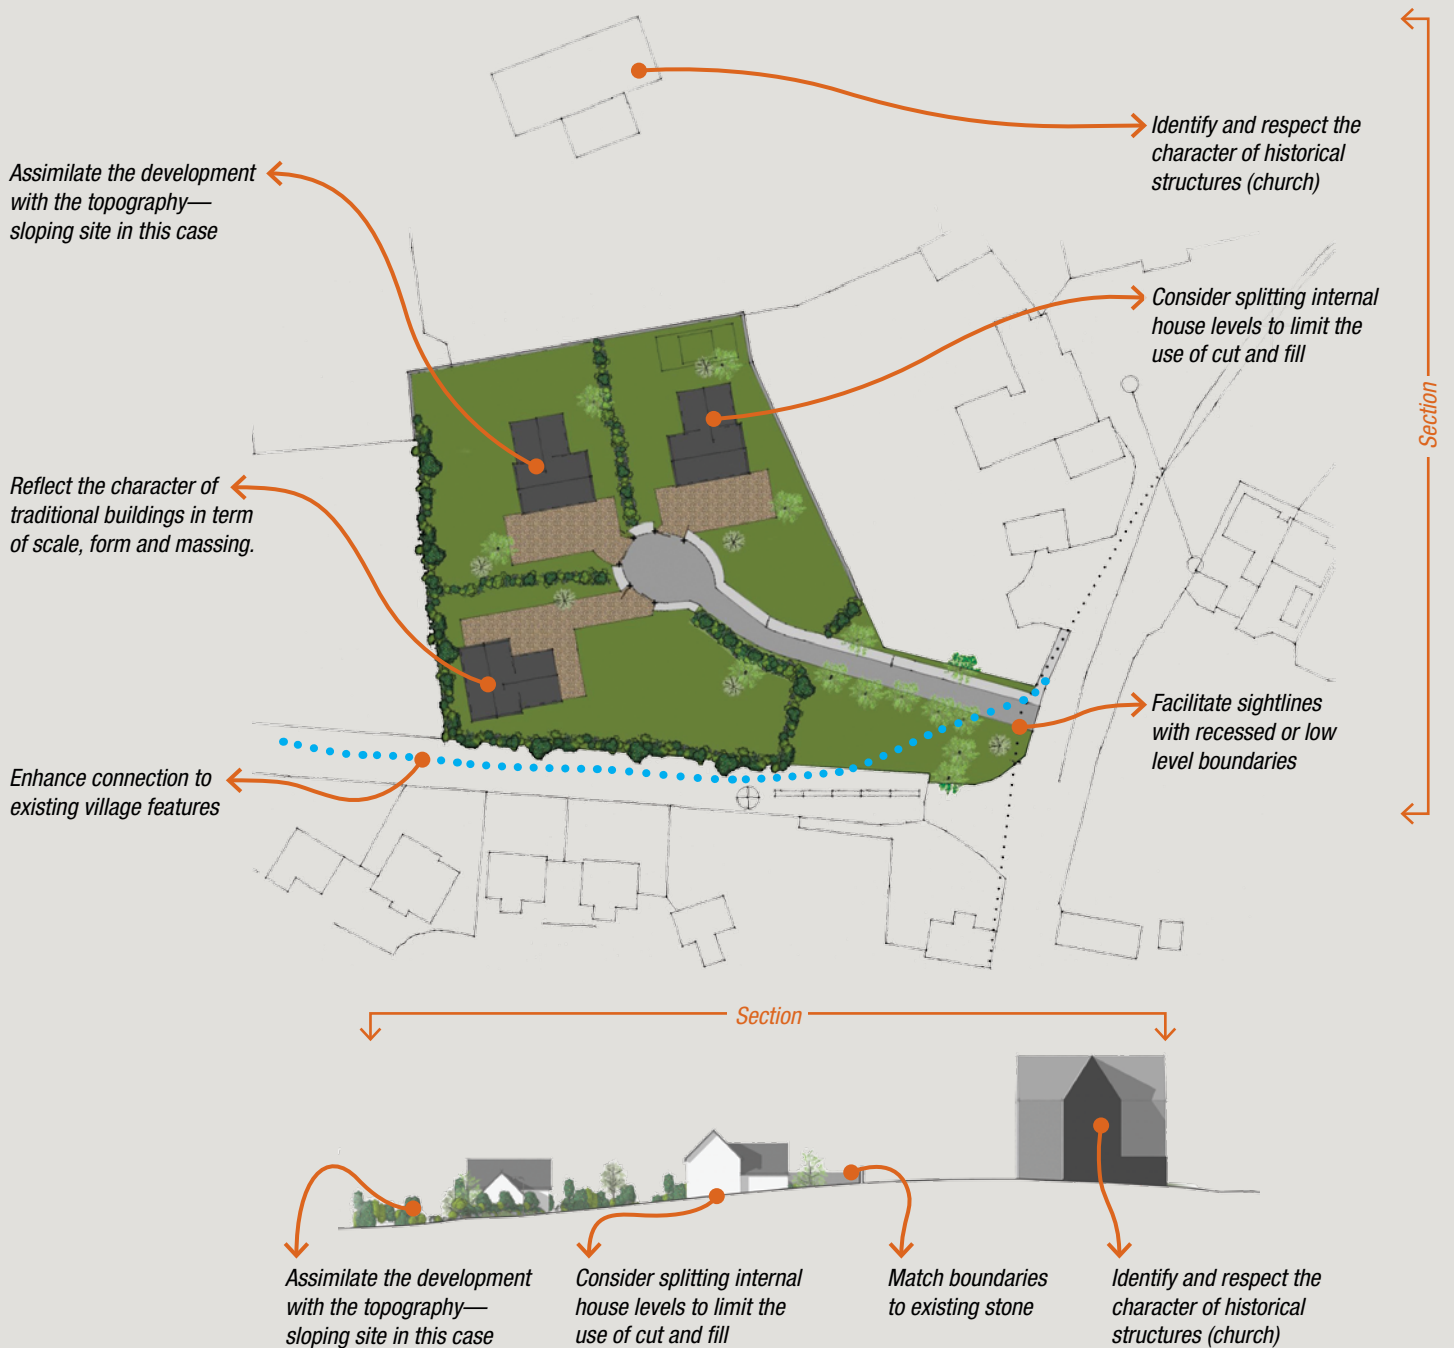 Identify and respect the
character of historical
structures (church)
Assimilate the development
with the topography—
sloping site in this case
Consider splitting internal
house levels to limit the
use of cut and fill
Section
Reflect the character of
traditional buildings in term
of scale, form and massing.
Facilitate sightlines
with recessed or low
level boundaries
Enhance connection to
existing village features
Section
Assimilate the development
with the topography—
sloping site in this case
Consider splitting internal
house levels to limit the
use of cut and fill
Match boundaries
to existing stone
Identify and respect the
character of historical
structures (church)